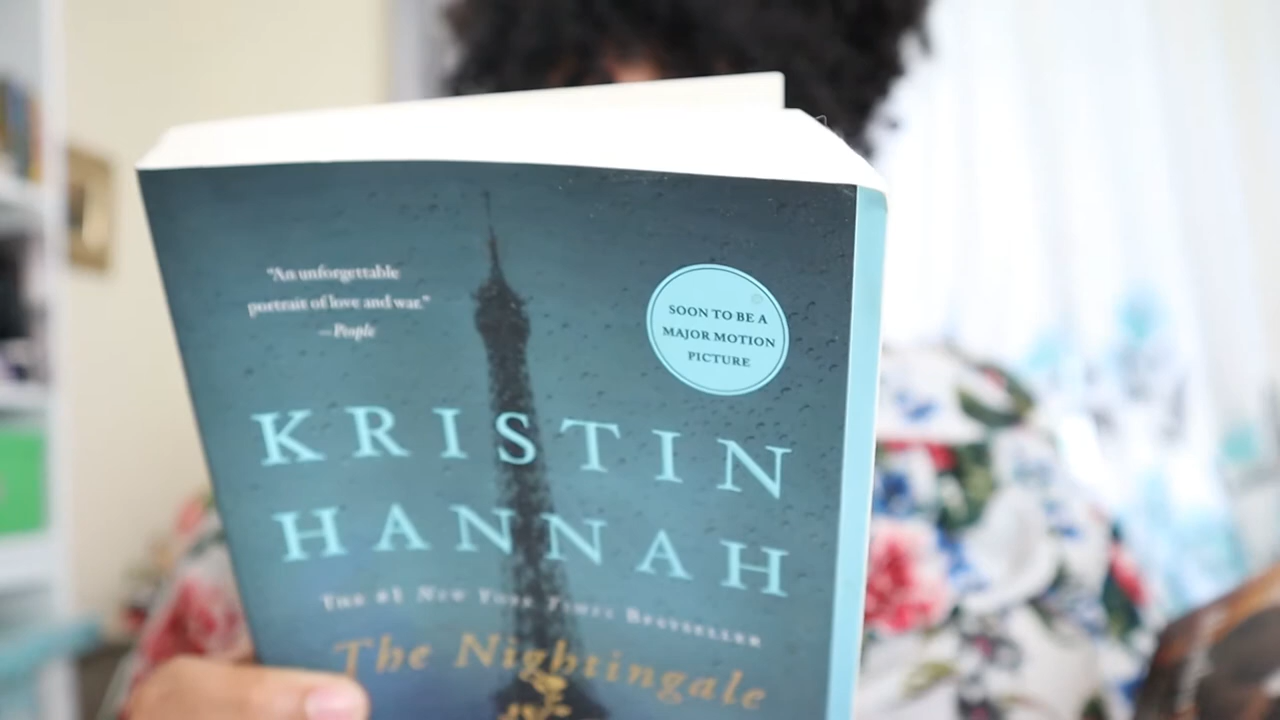 "An unforgettable
portrait of love and war."
—People
SOON TO BE A
MAJOR MOTION
PICTURE
KRISTIN
HANNAH
THE #1 NEW YORK TIMES BESTSELLER
The Nightingale